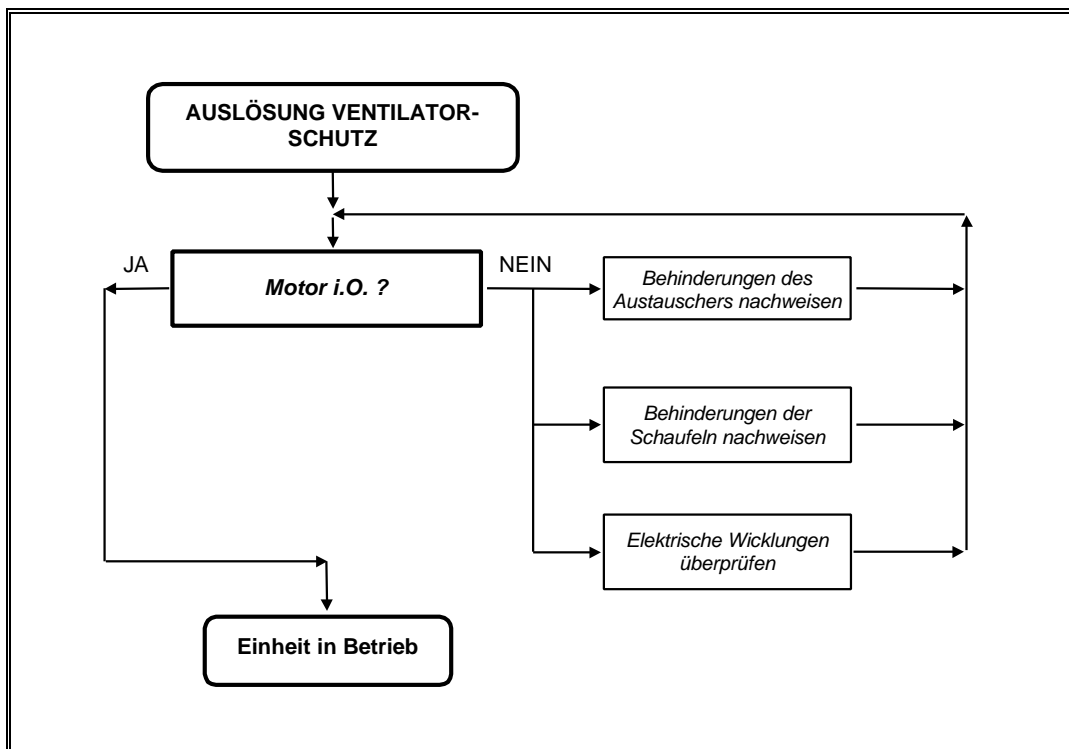 AUSLÖSUNG VENTILATOR-
SCHUTZ
JA
Motor i.O. ?
NEIN
Behinderungen des
Austauschers nachweisen
Behinderungen der
Schaufeln nachweisen
Elektrische Wicklungen
überprüfen
Einheit in Betrieb